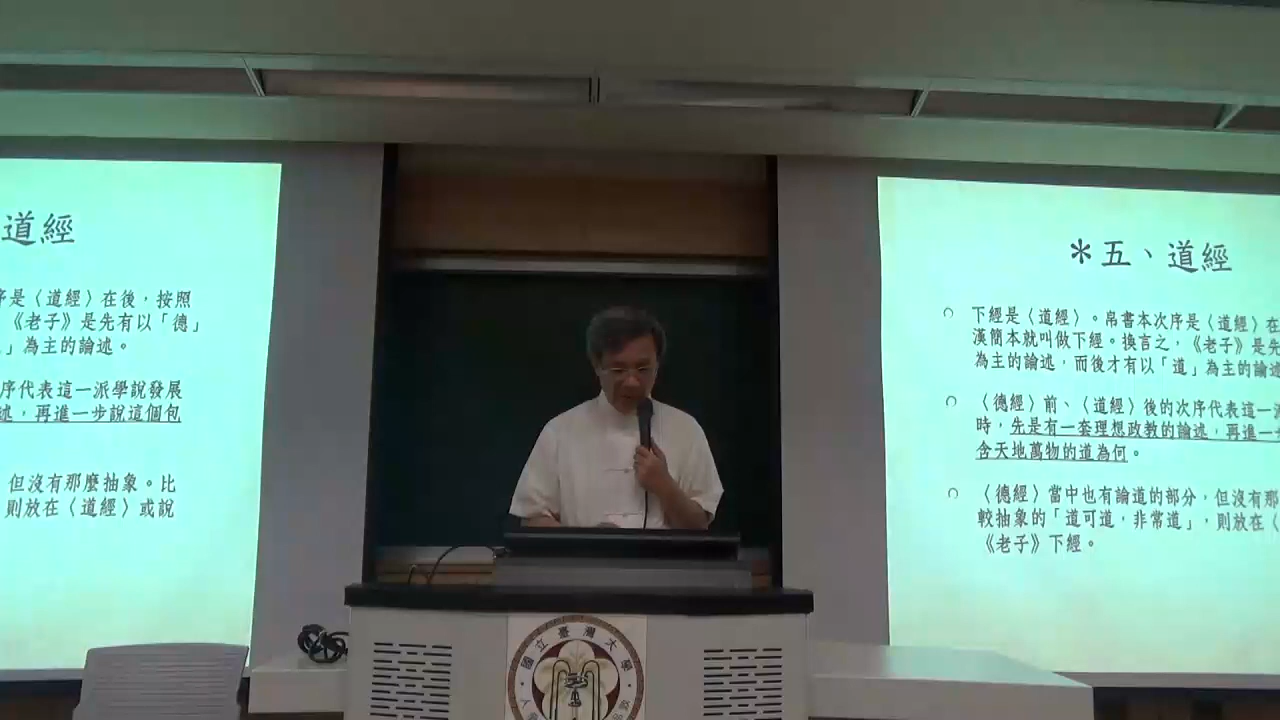 道經
序是〈道經〉在後，按照
《老子》是先有以「德」
」為主的論述。
序代表這一派學說發展
述，再進一步說這個包
但沒有那麼抽象。比
則放在〈道經〉或說
＊五、道經
下經是〈道經〉。帛書本次序是〈道經〉在
漢簡本就叫做下經。換言之，《老子》是先
為主的論述，而後才有以「道」為主的論述
〈德經〉前、〈道經〉後的次序代表這一派
時，先是有一套理想政教的論述，再進一步
含天地萬物的道為何。
〈德經〉當中也有論道的部分，但沒有那
較抽象的「道可道，非常道」，則放在〈
《老子》下經。
國立臺灣大學